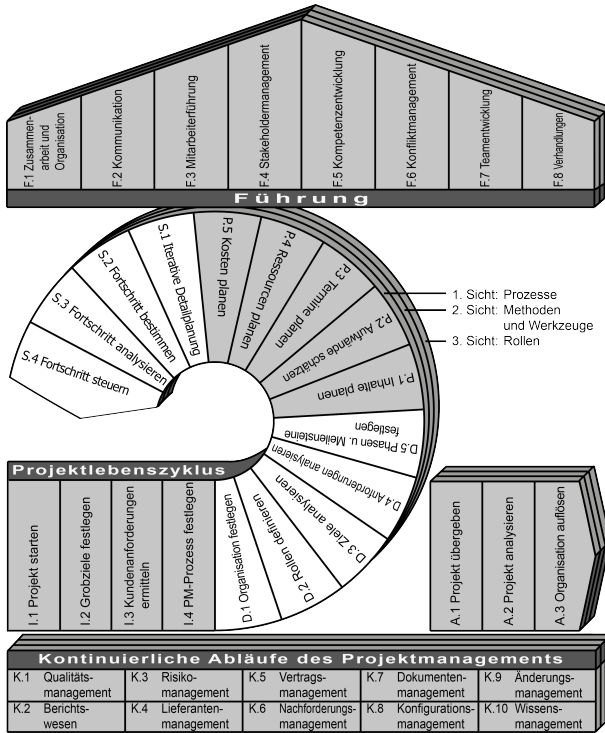 F.1 Zusammen-
arbeit und
Organisation
F.2 Kommunikation
F.3 Mitarbeiterführung
F.4 Stakeholdermanagement
F.5 Kompetenzentwicklung
F.6 Konfliktmanagement
F.7 Teamentwicklung
F.8 Verhandlungen
Führung
S.4 Fortschritt steuern
S.3 Fortschritt analysieren
S.2 Fortschritt bestimmen
S.1 Iterative Detailplanung
P.5 Kosten planen
P.4 Ressourcen planen
P.3 Termine planen
P.2 Aufwände schätzen
P.1 Inhalte planen
D.5 Phasen u. Meilensteine
festlegen
D.4 Anforderungen analysieren
D.3 Ziele analysieren
D.2 Rollen definieren
D.1 Organisation festlegen
1. Sicht: Prozesse
2. Sicht: Methoden
und Werkzeuge
3. Sicht: Rollen
Projektlebenszyklus
I.1 Projekt starten
I.2 Grobziele festlegen
I.3 Kundenanforderungen
ermitteln
I.4 PM-Prozess festlegen
A.1 Projekt übergeben
A.2 Projekt analysieren
A.3 Organisation auflösen
Kontinuierliche Abläufe des Projektmanagements
K.1 Qualitäts-
management
K.3 Risiko-
management
K.5 Vertrags-
management
K.7 Dokumenten-
management
K.9 Änderungs-
management
K.2 Berichts-
wesen
K.4 Lieferanten-
management
K.6 Nachforderungs-
management
K.8 Konfigurations-
management
K.10 Wissens-
management